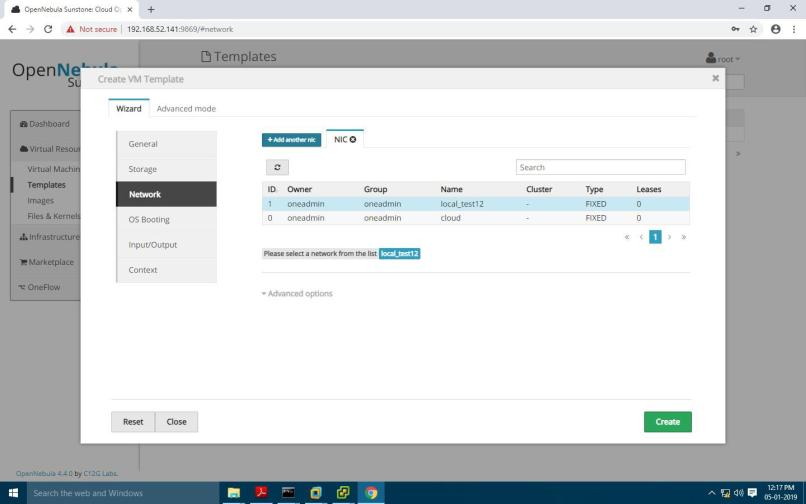 OpenNebula Sunstone: Cloud O
Not secure | 192.168.52.141:9869/#network
OpenNe
Su
Templates
root
Create VM Template
Wizard
Advanced mode
Dashboard
Virtual Resour
Virtual Machin
Templates
Images
Files & Kernels
Infrastructure
Marketplace
OneFlow
General
Storage
Network
OS Booting
Input/Output
Context
+ Add another nic
NIC
Search
ID Owner Group Name Cluster Type Leases
1 oneadmin oneadmin local_test12 - FIXED 0
0 oneadmin oneadmin cloud - FIXED 0
« < 1 > »
Please select a network from the list local_test12
Advanced options
Reset Close Create
OpenNebula 4.4.0 by C12G Labs.
Search the web and Windows
12:17 PM
05-01-2019